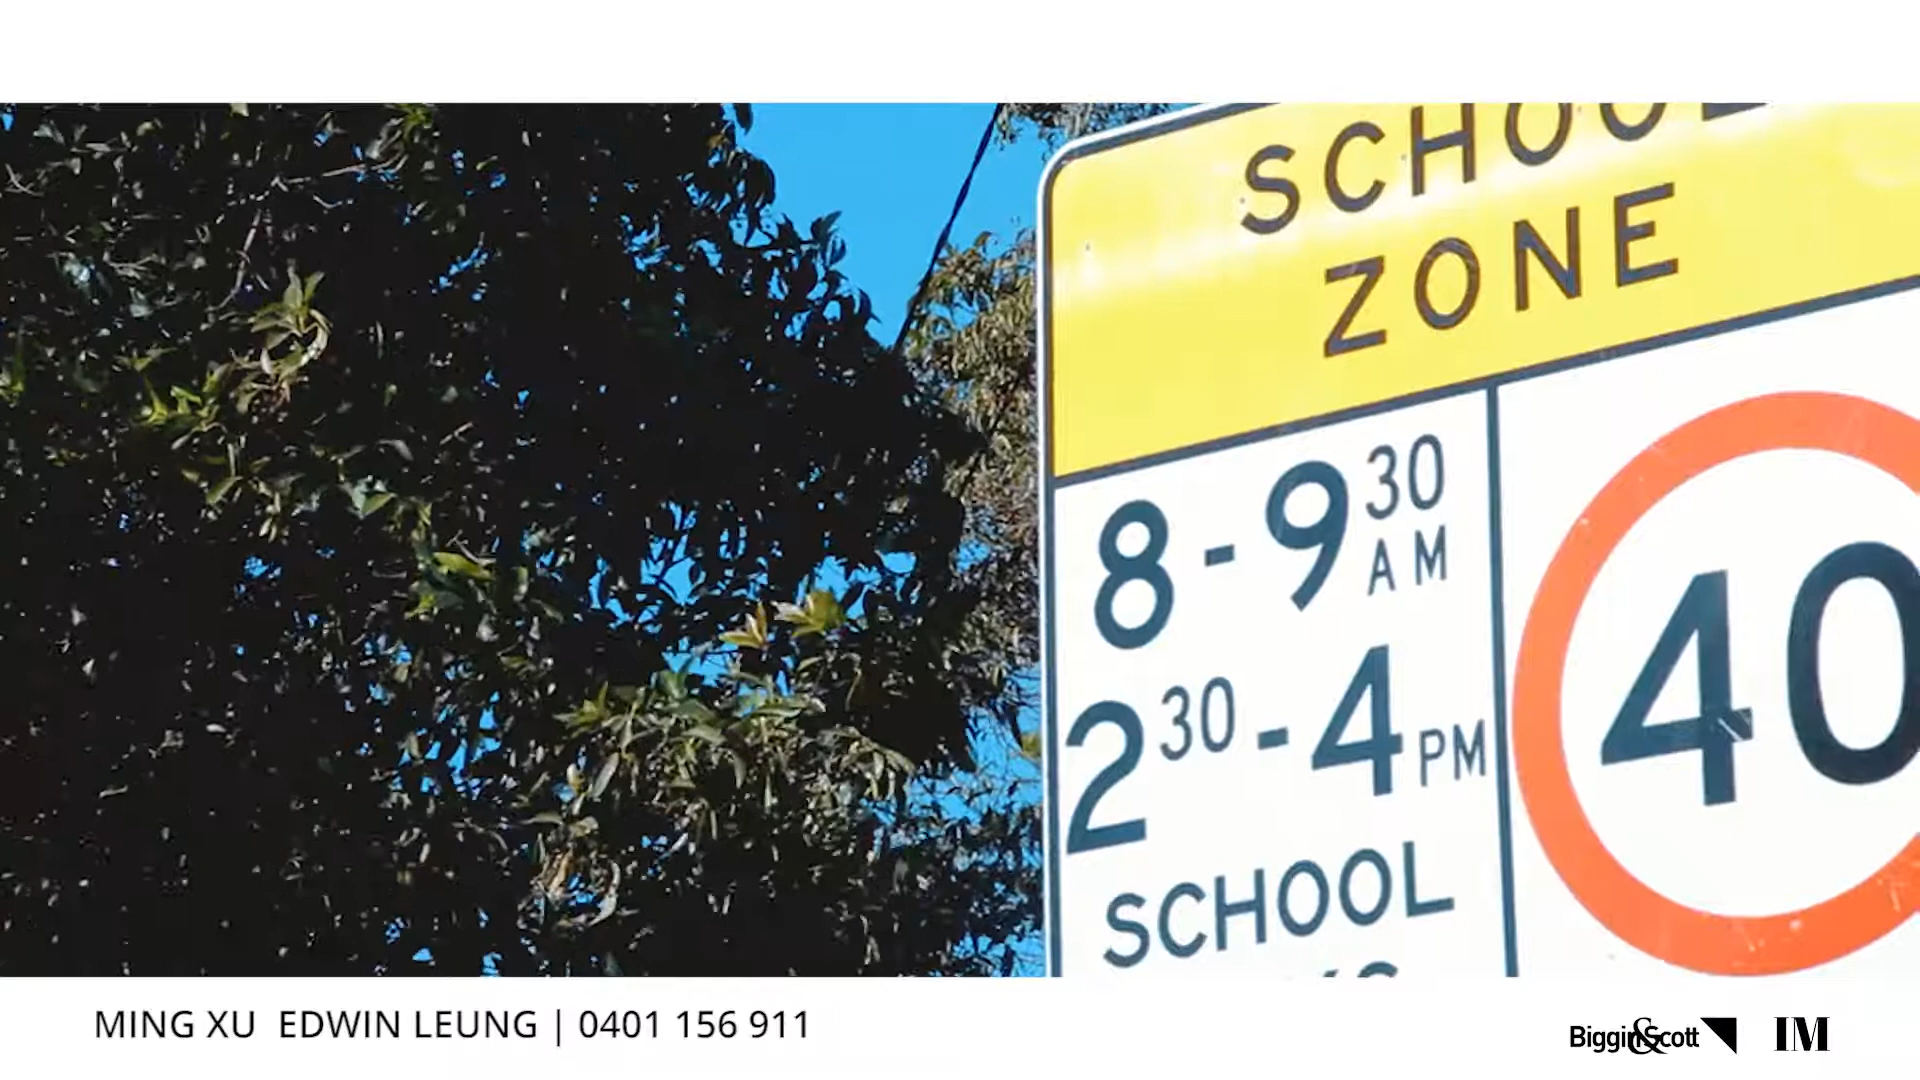 SCHOOL
ZONE
8-9 30 AM
2 30 - 4 PM
SCHOOL
40
MING XU EDWIN LEUNG | 0401 156 911
Biggin & Scott
IM